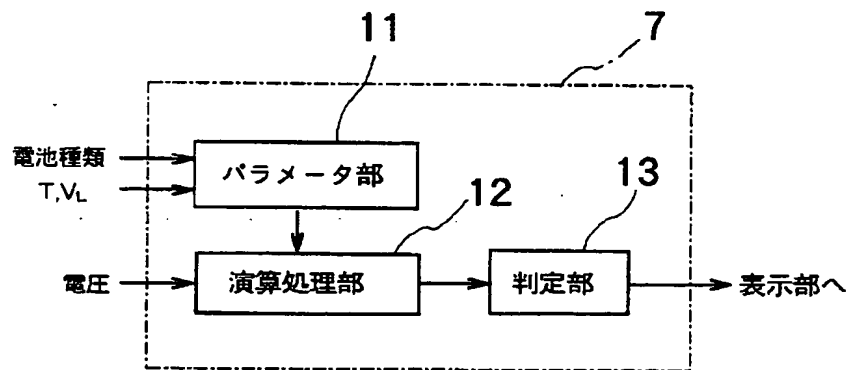 11
7
電池種類
T,VL
パラメータ部
12
13
電圧
演算処理部
判定部
表示部へ